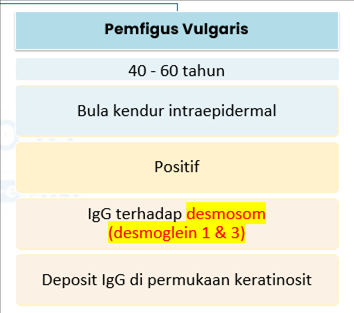 Pemfigus Vulgaris
40 - 60 tahun
Bula kendur intraepidermal
Positif
IgG terhadap desmosom
(desmoglein 1 & 3)
Deposit IgG di permukaan keratinosit